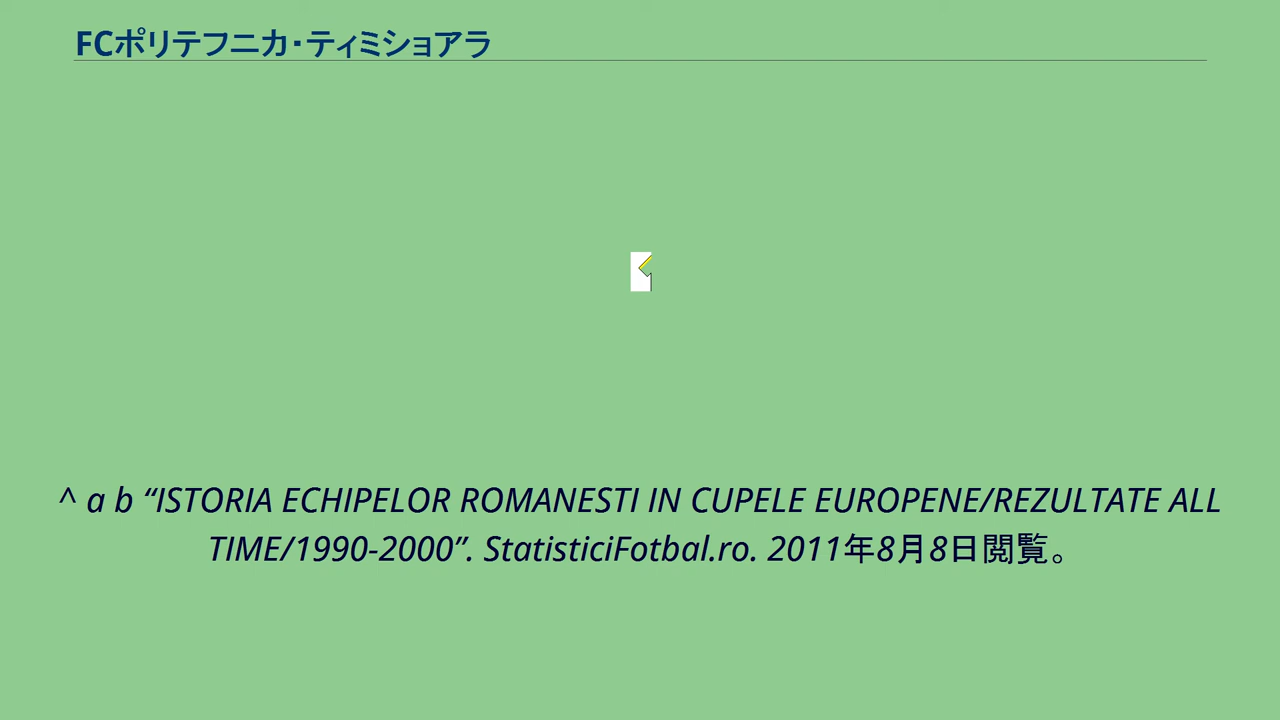 FCポリテフニカ・ティミショアラ
^ a b “ISTORIA ECHIPELOR ROMANESTI IN CUPELE EUROPENE/REZULTATE ALL
TIME/1990-2000”. StatisticiFotbal.ro. 2011年8月8日閲覧。